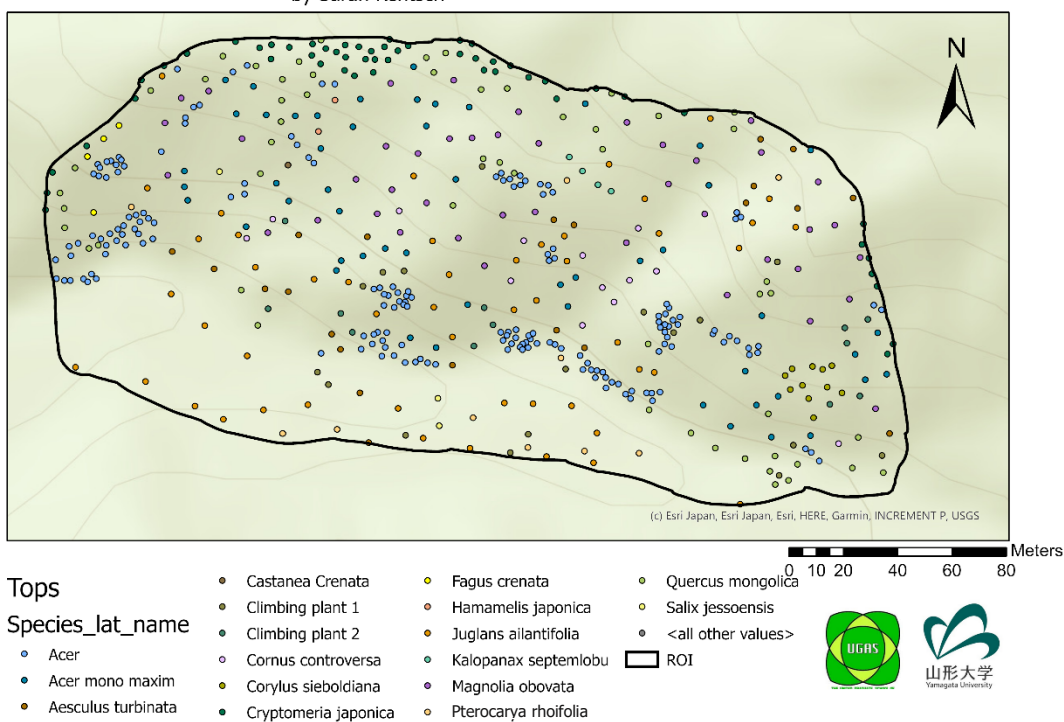 N
(c) Esri Japan, Esri Japan, Esri, HERE, Garmin, INCREMENT P, USGS
Meters
0 10 20 40 60 80
Tops
Species_lat_name
Acer
Acer mono maxim
Aesculus turbinata
Castanea Crenata
Climbing plant 1
Climbing plant 2
Cornus controversa
Corylus sieboldiana
Cryptomeria japonica
Fagus crenata
Hamamelis japonica
Juglans ailantifolia
Kalopanax septemlobu
Magnolia obovata
Pterocarya rhoifolia
Quercus mongolica
Salix jessoensis
<all other values>
ROI
UGAS
山形大学
Yamagata University